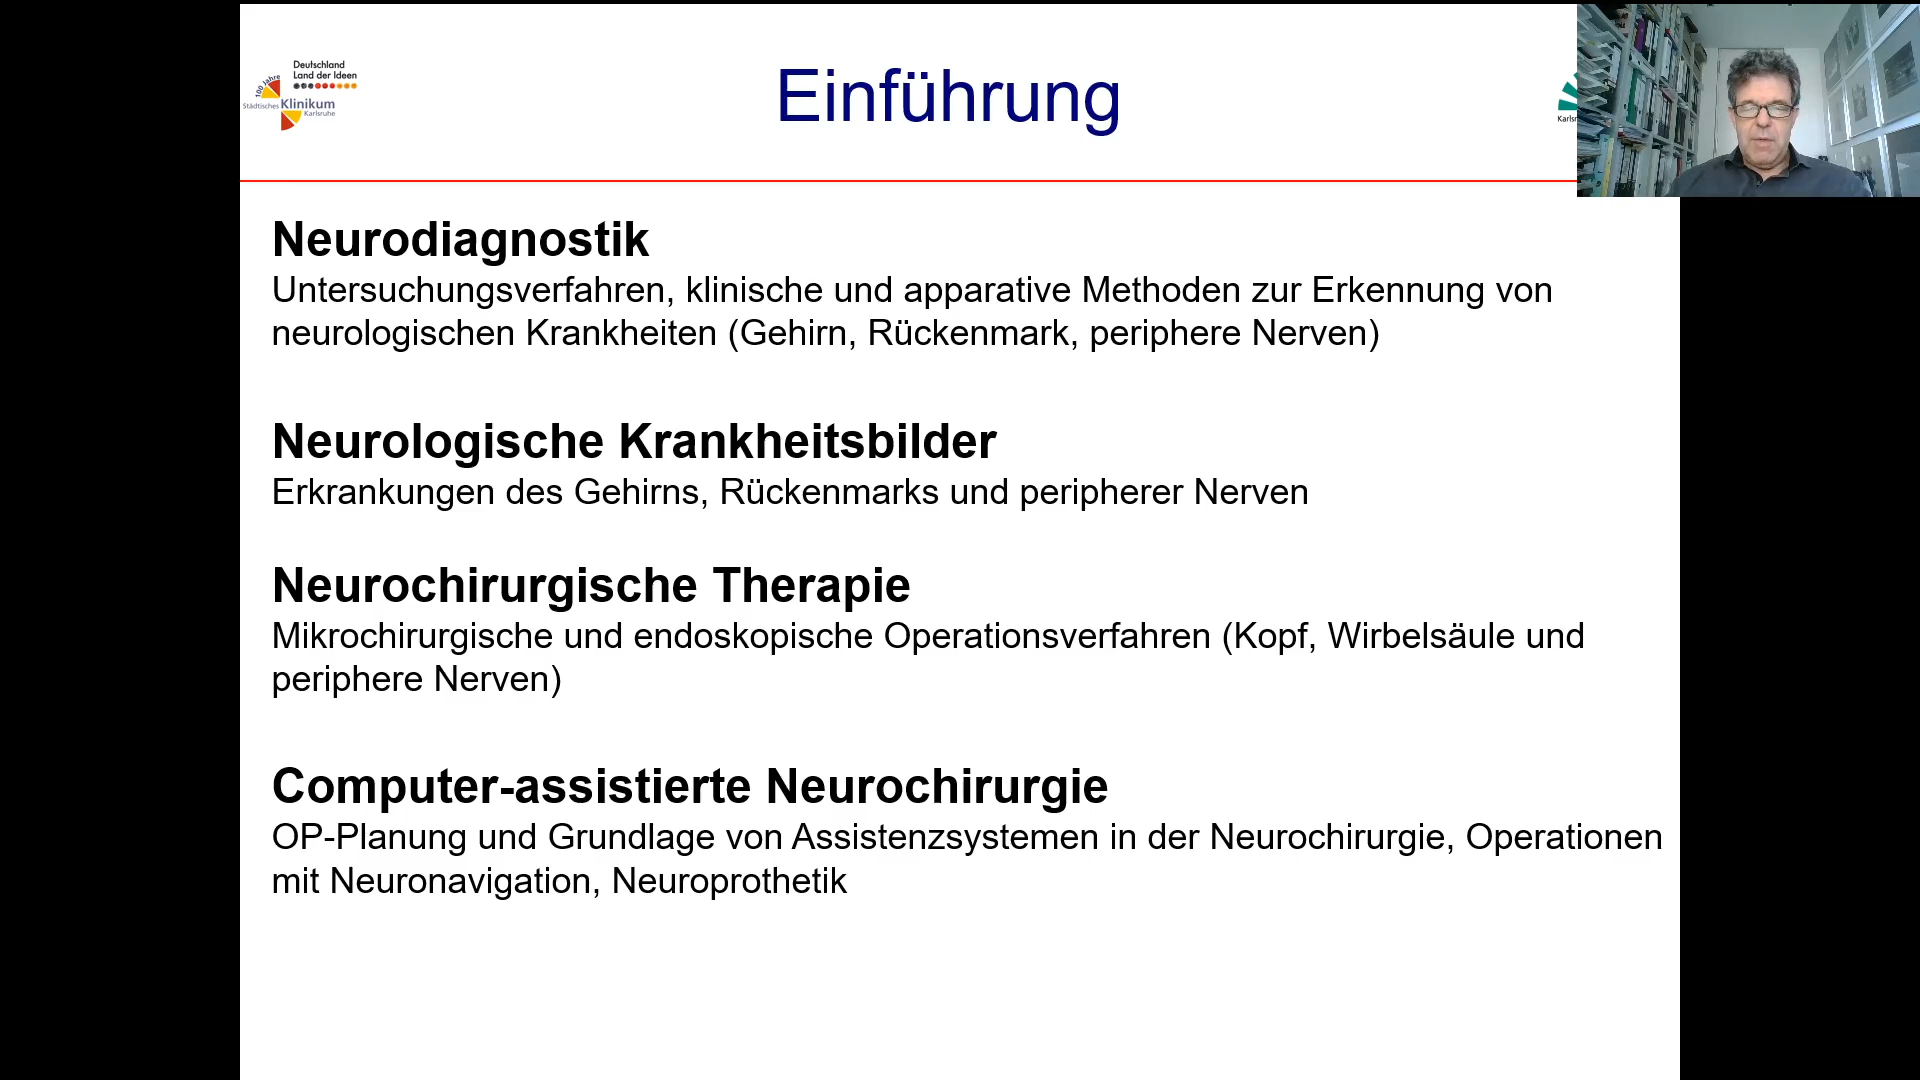 Deutschland
Land der Ideen
100 Jahre
Städtisches Klinikum
Karlsruhe
Einführung
Neurodiagnostik
Untersuchungsverfahren, klinische und apparative Methoden zur Erkennung von
neurologischen Krankheiten (Gehirn, Rückenmark, periphere Nerven)
Neurologische Krankheitsbilder
Erkrankungen des Gehirns, Rückenmarks und peripherer Nerven
Neurochirurgische Therapie
Mikrochirurgische und endoskopische Operationsverfahren (Kopf, Wirbelsäule und
periphere Nerven)
Computer-assistierte Neurochirurgie
OP-Planung und Grundlage von Assistenzsystemen in der Neurochirurgie, Operationen
mit Neuronavigation, Neuroprothetik